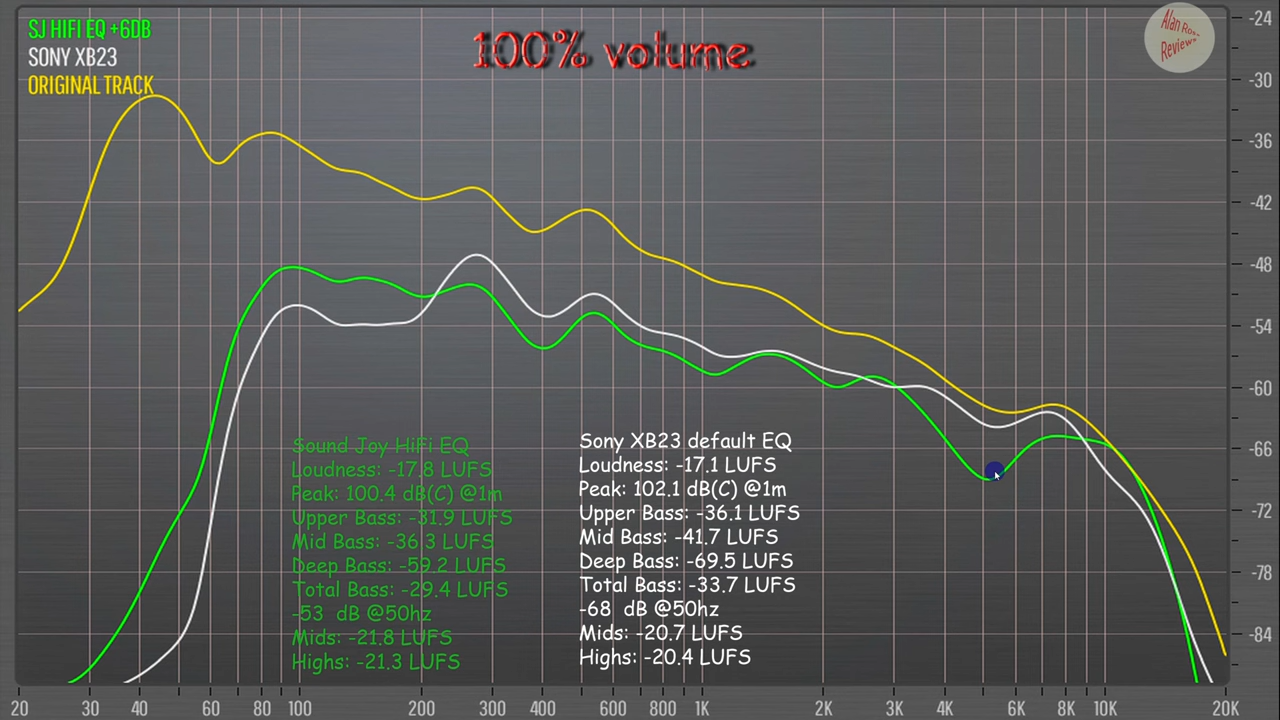 SJ HIFI EQ +6DB
SONY XB23
ORIGINAL TRACK
100% volume
Alan Ross
Reviews
-24
-30
-36
-42
-48
-54
-60
-66
-72
-78
-84
Sound Joy HiFi EQ
Loudness: -17.8 LUFS
Peak: 100.4 dB(C) @1m
Upper Bass: -31.9 LUFS
Mid Bass: -36.3 LUFS
Deep Bass: -59.2 LUFS
Total Bass: -29.4 LUFS
-53 dB @50hz
Mids: -21.8 LUFS
Highs: -21.3 LUFS
Sony XB23 default EQ
Loudness: -17.1 LUFS
Peak: 102.1 dB(C) @1m
Upper Bass: -36.1 LUFS
Mid Bass: -41.7 LUFS
Deep Bass: -69.5 LUFS
Total Bass: -33.7 LUFS
-68 dB @50hz
Mids: -20.7 LUFS
Highs: -20.4 LUFS
20 30 40 60 80 100 200 300 400 600 800 1K 2K 3K 4K 6K 8K 10K 20K